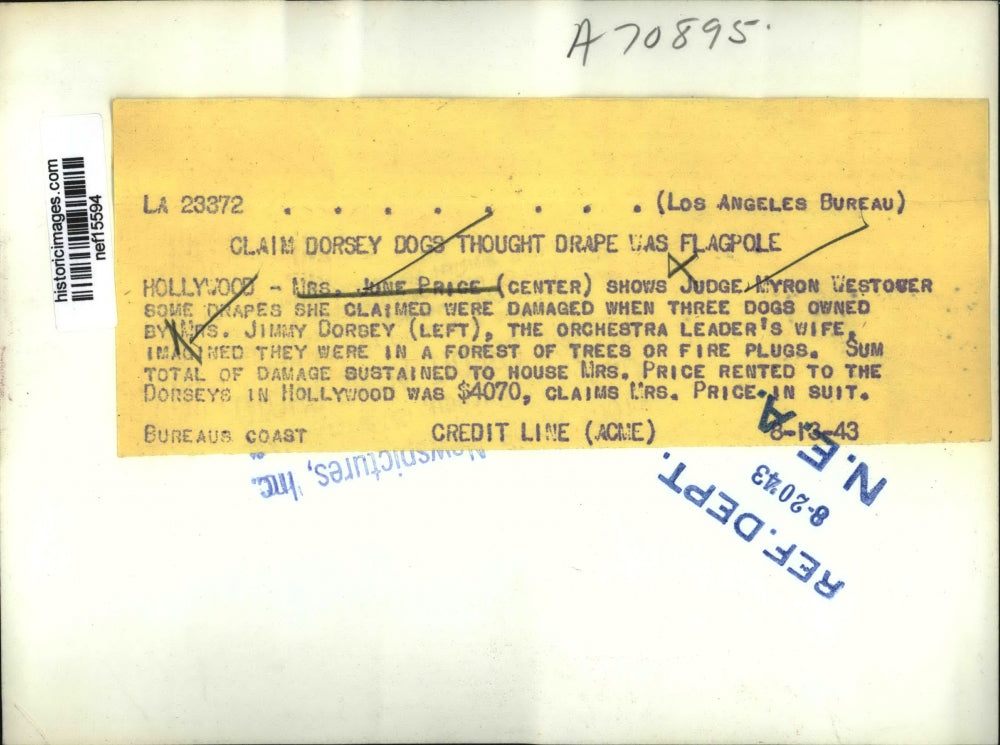 A70895.
historicimages.com
nef15594
LA 23372 . . . . . . . . (LOS ANGELES BUREAU)
CLAIM DORSEY DOGS THOUGHT DRAPE WAS FLAGPOLE
HOLLYWOOD - MRS. JUNE PRICE (CENTER) SHOWS JUDGE MYRON WESTOVER
SOME DRAPES SHE CLAIMED WERE DAMAGED WHEN THREE DOGS OWNED
BY MRS. JIMMY DORSEY (LEFT), THE ORCHESTRA LEADER'S WIFE,
IMAGINED THEY WERE IN A FOREST OF TREES OR FIRE PLUGS. SUM
TOTAL OF DAMAGE SUSTAINED TO HOUSE MRS. PRICE RENTED TO THE
DORSEYS IN HOLLYWOOD WAS $4070, CLAIMS MRS. PRICE IN SUIT.
BUREAUS COAST CREDIT LINE (ACME) 8-13-43
Newspictures, Inc.
N.E.A.
8-20-43
REF. DEPT.